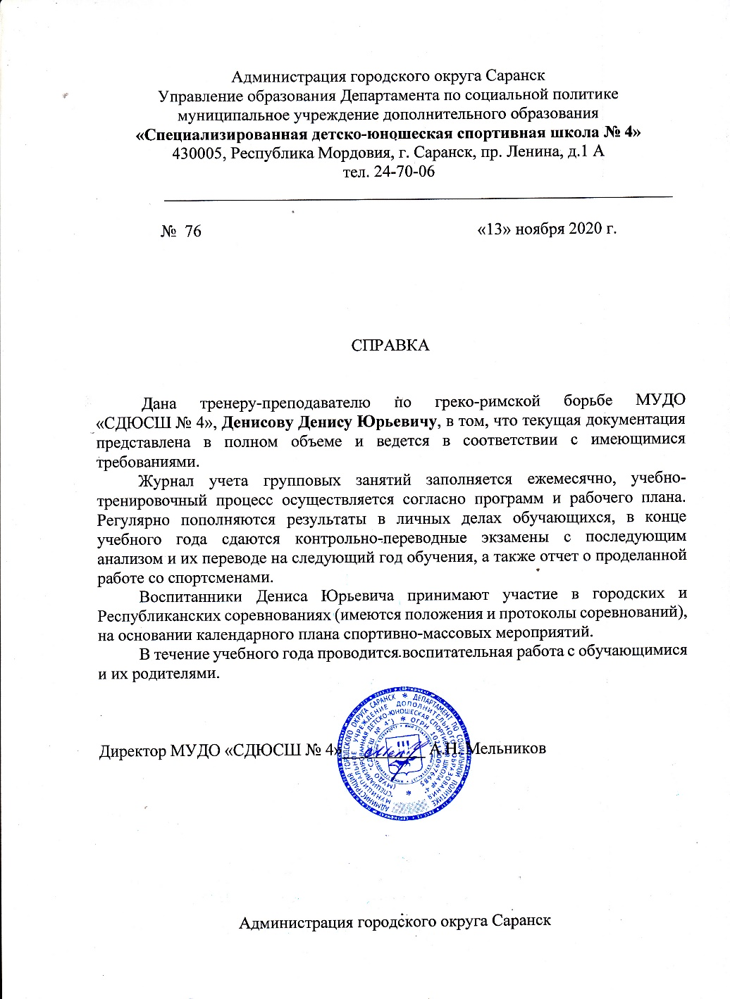 Администрация городского округа Саранск
Управление образования Департамента по социальной политике
муниципальное учреждение дополнительного образования
«Специализированная детско-юношеская спортивная школа № 4»
430005, Республика Мордовия, г. Саранск, пр. Ленина, д.1 А
тел. 24-70-06
№ 76 «13» ноября 2020 г.
СПРАВКА
Дана тренеру-преподавателю по греко-римской борьбе МУДО
«СДЮСШ № 4», Денисову Денису Юрьевичу, в том, что текущая документация
представлена в полном объеме и ведется в соответствии с имеющимися
требованиями.
Журнал учета групповых занятий заполняется ежемесячно, учебно-
тренировочный процесс осуществляется согласно программ и рабочего плана.
Регулярно пополняются результаты в личных делах обучающихся, в конце
учебного года сдаются контрольно-переводные экзамены с последующим
анализом и их переводе на следующий год обучения, а также отчет о проделанной
работе со спортсменами.
Воспитанники Дениса Юрьевича принимают участие в городских и
Республиканских соревнованиях (имеются положения и протоколы соревнований),
на основании календарного плана спортивно-массовых мероприятий.
В течение учебного года проводится воспитательная работа с обучающимися
и их родителями.
Директор МУДО «СДЮСШ № 4» А.Н. Мельников
АДМИНИСТРАЦИЯ ГОРОДСКОГО ОКРУГА САРАНСК * ДЕПАРТАМЕНТ ПО СОЦИАЛЬНОЙ ПОЛИТИКЕ
МУНИЦИПАЛЬНОЕ УЧРЕЖДЕНИЕ ДОПОЛНИТЕЛЬНОГО ОБРАЗОВАНИЯ
"СПЕЦИАЛИЗИРОВАННАЯ ДЕТСКО-ЮНОШЕСКАЯ СПОРТИВНАЯ ШКОЛА № 4"
(МУДО "СДЮСШ № 4") * ОГРН
Администрация городского округа Саранск